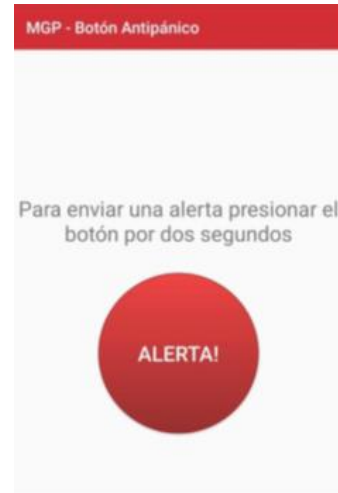 MGP - Botón Antipánico
Para enviar una alerta presionar el
botón por dos segundos
ALERTA!